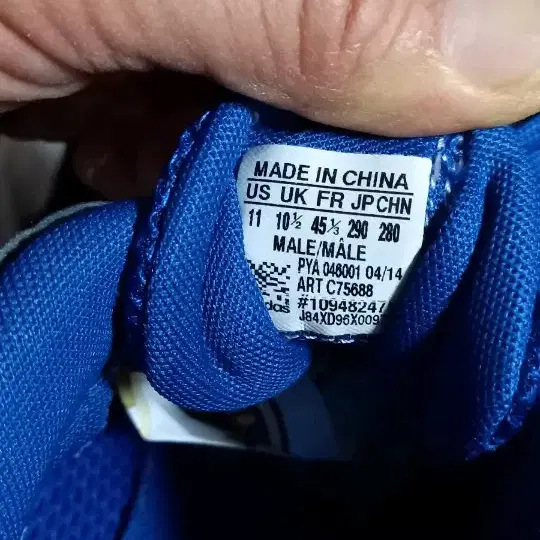 MADE IN CHINA
US UK FR JP CHN
11 10½ 45⅓ 290 280
MALE/MÂLE
PYA 046001 04/14
ART C75688
#10948247
J84XD96X009